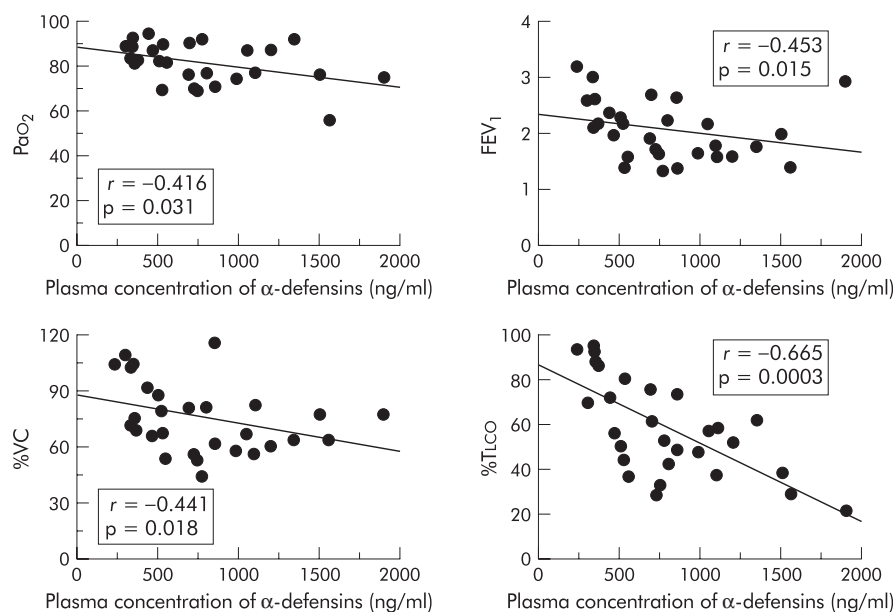 100
80
60
40
20
0
PaO2
r = –0.416
p = 0.031
0 500 1000 1500 2000
Plasma concentration of α-defensins (ng/ml)
4
3
2
1
0
FEV1
r = –0.453
p = 0.015
0 500 1000 1500 2000
Plasma concentration of α-defensins (ng/ml)
120
90
60
30
0
%VC
r = –0.441
p = 0.018
0 500 1000 1500 2000
Plasma concentration of α-defensins (ng/ml)
100
80
60
40
20
0
%TLCO
r = –0.665
p = 0.0003
0 500 1000 1500 2000
Plasma concentration of α-defensins (ng/ml)